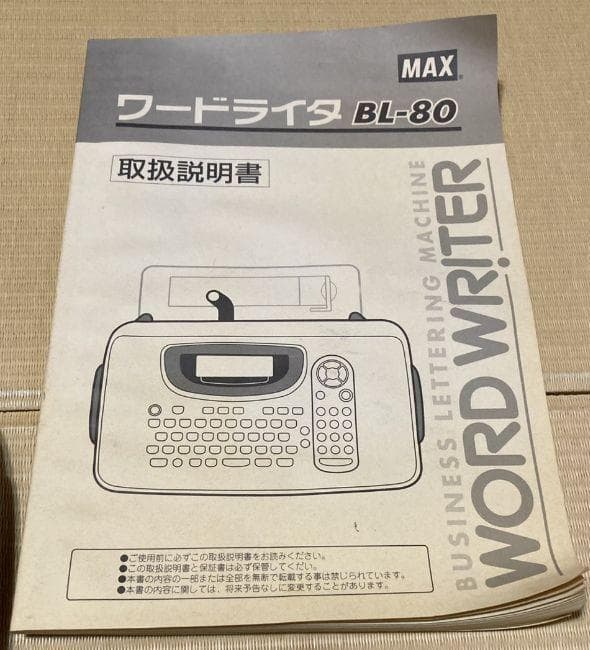 MAX
ワードライタ BL-80
取扱説明書
BUSINESS LETTERING MACHINE
WORD WRITER
●ご使用前に必ずこの取扱説明書をお読みください。
●この取扱説明書と保証書は必ず保管してください。
●本書の内容の一部または全部を無断で転載する事は禁じられています。
●本書の内容に関しては、将来予告なしに変更することがあります。